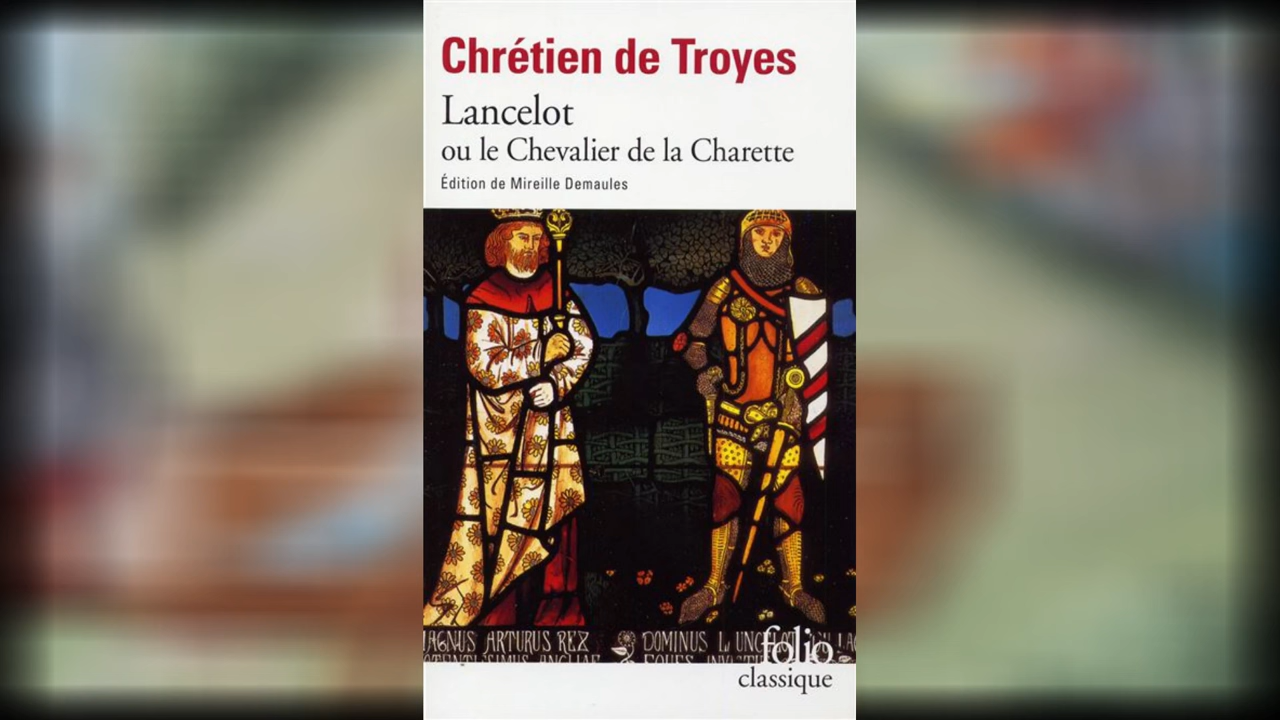 Chrétien de Troyes
Lancelot
ou le Chevalier de la Charette
Édition de Mireille Demaules
MAGNUS ARTURUS REX
DOMINUS
folio
classique